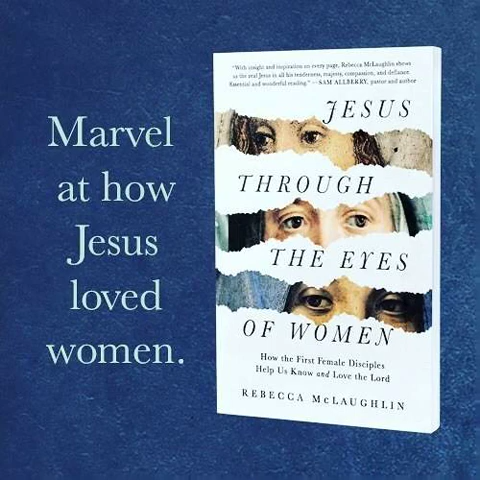 Marvel
at how
Jesus
loved
women.
"With insight and inspiration on every page, Rebecca McLaughlin shows
us the real Jesus in all his tenderness, majesty, compassion, and defiance.
Essential and wonderful reading." — SAM ALLBERRY, pastor and author
JESUS
THROUGH
THE EYES
OF WOMEN
How the First Female Disciples
Help Us Know and Love the Lord
REBECCA McLAUGHLIN